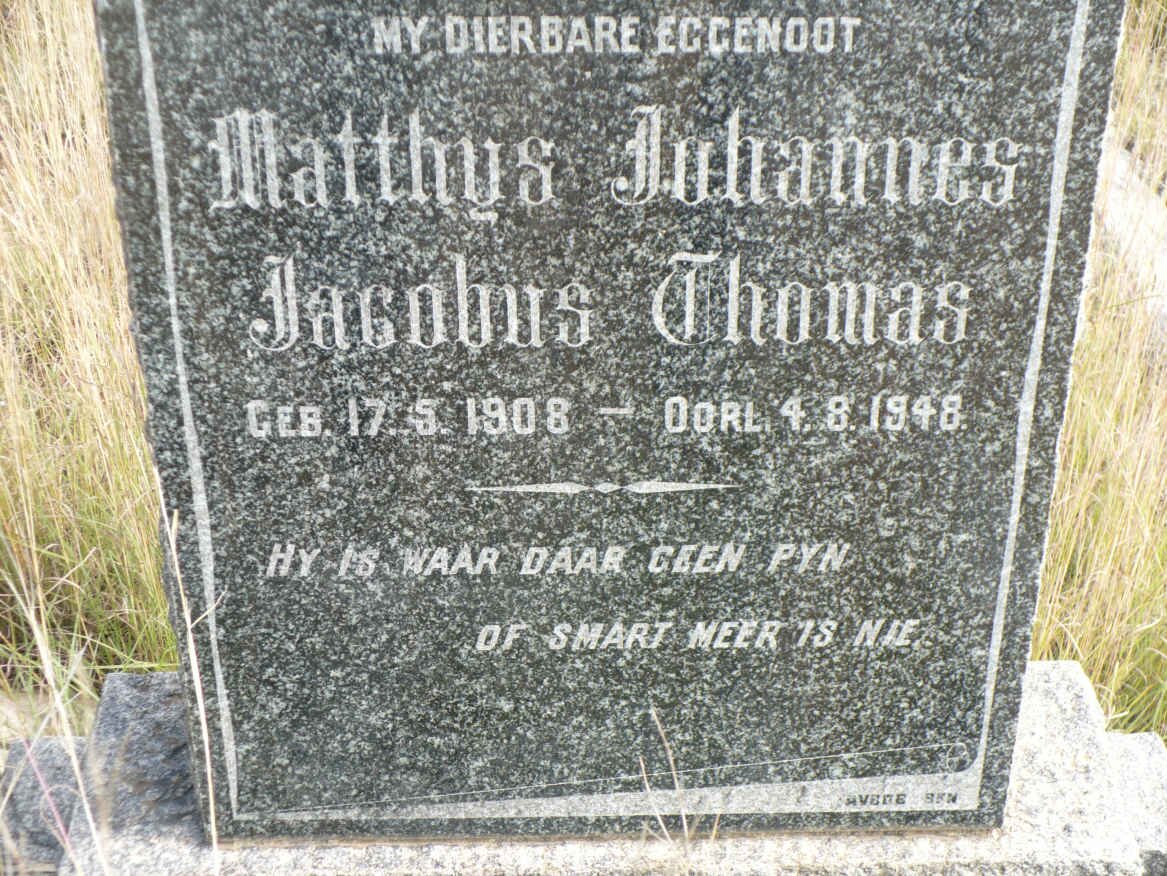 MY DIERBARE EGGENOOT
Matthys Johannes
Jacobus Thomas
GEB. 17. 5. 1908 — OORL. 4. 8. 1948.
HY IS WAAR DAAR GEEN PYN
OF SMART MEER IS NIE.